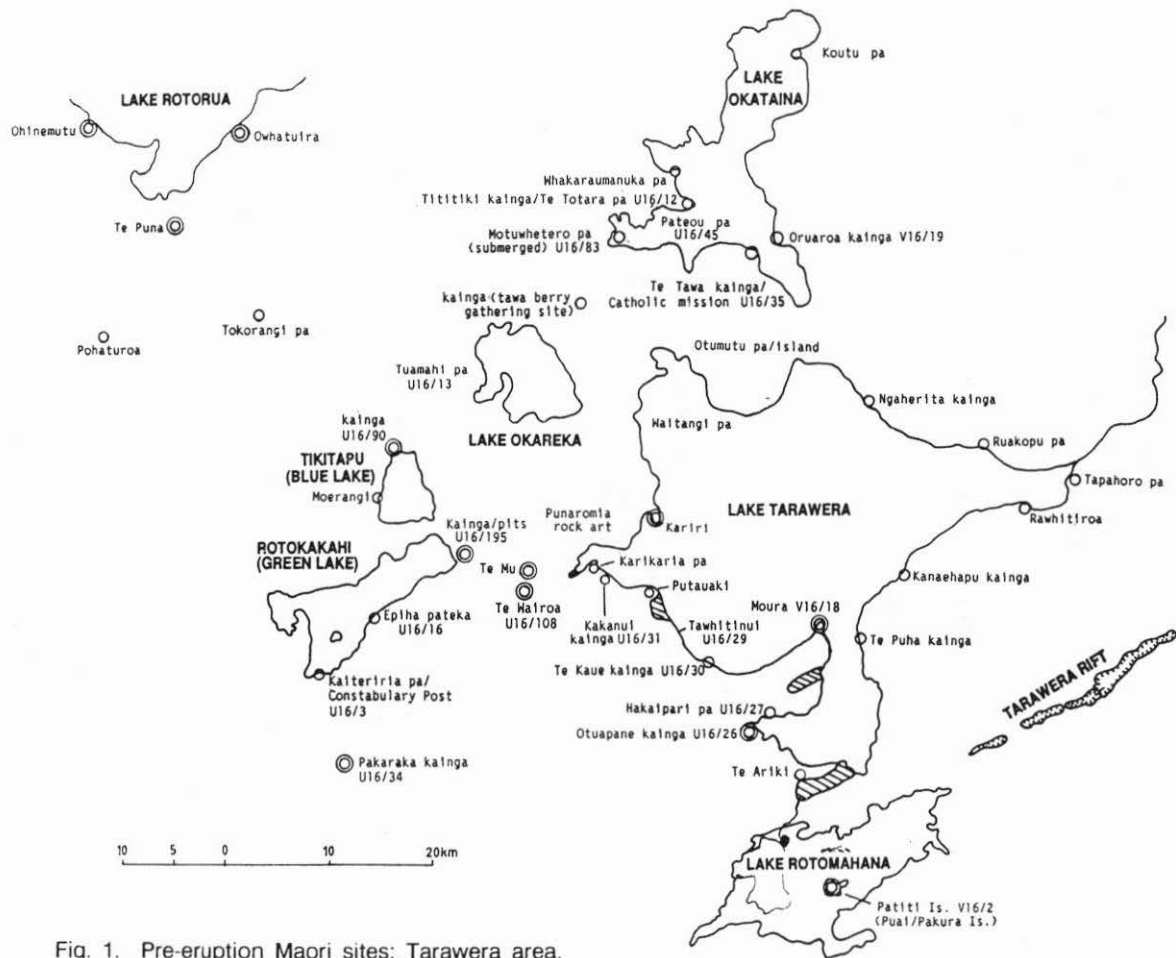 Koutu pa
LAKE
OKATAINA
LAKE ROTORUA
Ohinemutu
Owhatuira
Whakaraumanuka pa
Tititiki kainga/Te Totara pa U16/12
Te Puna
Pateou pa
U16/45
Motuwhetero pa
(submerged) U16/83
Oruaroa kainga V16/19
Te Tawa kainga/
Catholic mission U16/35
kainga (tawa berry
gathering site)
Tokorangi pa
Pohaturoa
Otumutu pa/island
Tuamahi pa
U16/13
Ngaherita kainga
Waitangi pa
kainga
U16/90
LAKE OKAREKA
Ruakopu pa
TIKITAPU
(BLUE LAKE)
Tapahoro pa
Moerangi
LAKE TARAWERA
Rawhitiroa
Punaromia
rock art
Kariri
Kainga/pits
U16/195
ROTOKAKAHI
(GREEN LAKE)
Karikaria pa
Te Mu
Kanaehapu kainga
Putauaki
Te Wairoa
U16/108
Moura V16/18
Epiha pateka
U16/16
Kakanui
kainga U16/31
Tawhitinui
U16/29
Te Puha kainga
Te Kaue kainga U16/30
Kaiteriria pa/
Constabulary Post
U16/3
TARAWERA RIFT
Hakaipari pa U16/27
Otuapane kainga U16/26
Pakaraka kainga
U16/34
Te Ariki
10 5 0 10 20km
LAKE ROTOMAHANA
Patiti Is. V16/2
(Puai/Pakura Is.)
Fig. 1. Pre-eruption Maori sites: Tarawera area.